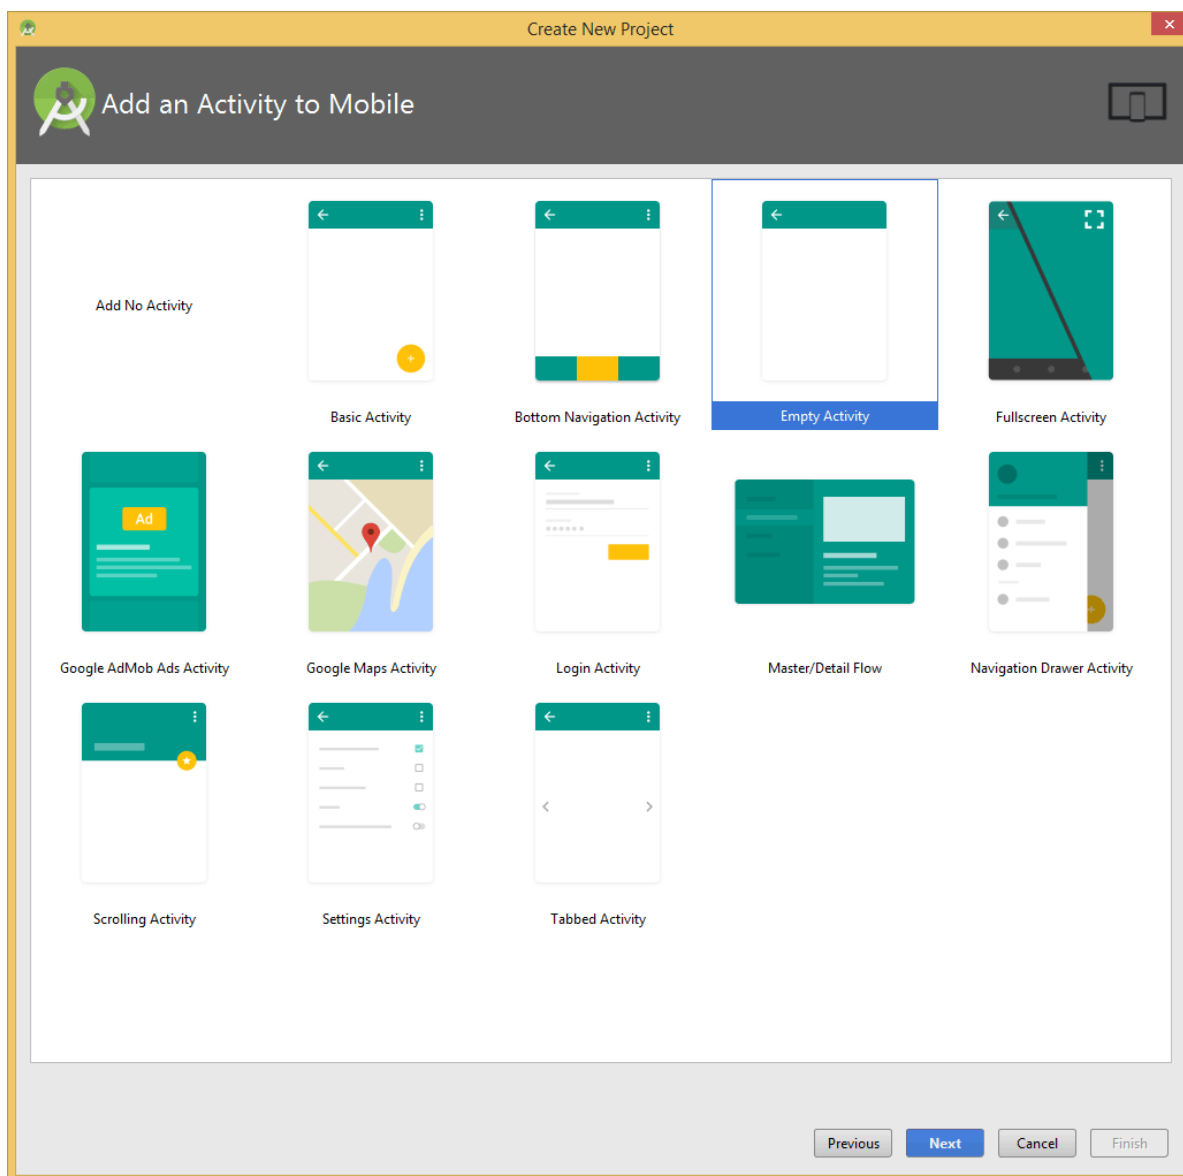 Create New Project
Add an Activity to Mobile
Add No Activity
Basic Activity
Bottom Navigation Activity
Empty Activity
Fullscreen Activity
Ad
Google AdMob Ads Activity
Google Maps Activity
Login Activity
Master/Detail Flow
Navigation Drawer Activity
Scrolling Activity
Settings Activity
Tabbed Activity
Previous
Next
Cancel
Finish